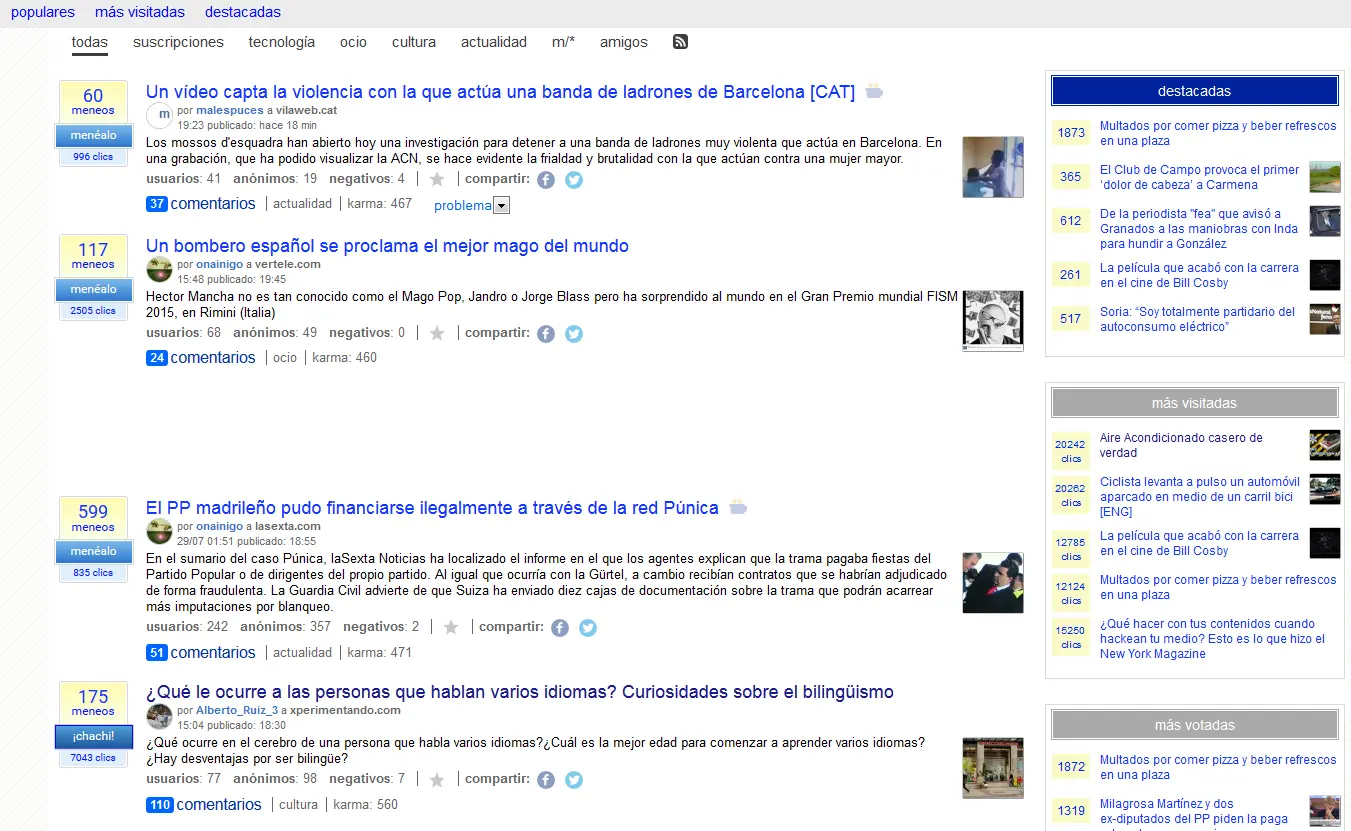 populares más visitadas destacadas
todas suscripciones tecnología ocio cultura actualidad m/* amigos
60
meneos
menéalo
996 clics
Un vídeo capta la violencia con la que actúa una banda de ladrones de Barcelona [CAT]
m
por malespuces a vilaweb.cat
19:23 publicado: hace 18 min
Los mossos d'esquadra han abierto hoy una investigación para detener a una banda de ladrones muy violenta que actúa en Barcelona. En
una grabación, que ha podido visualizar la ACN, se hace evidente la frialdad y brutalidad con la que actúan contra una mujer mayor.
usuarios: 41 anónimos: 19 negativos: 4 compartir:
37 comentarios actualidad karma: 467 problema
117
meneos
menéalo
2505 clics
Un bombero español se proclama el mejor mago del mundo
por onainigo a vertele.com
15:48 publicado: 19:45
Hector Mancha no es tan conocido como el Mago Pop, Jandro o Jorge Blass pero ha sorprendido al mundo en el Gran Premio mundial FISM
2015, en Rimini (Italia)
usuarios: 68 anónimos: 49 negativos: 0 compartir:
24 comentarios ocio karma: 460
599
meneos
menéalo
835 clics
El PP madrileño pudo financiarse ilegalmente a través de la red Púnica
por onainigo a lasexta.com
29/07 01:51 publicado: 18:55
En el sumario del caso Púnica, laSexta Noticias ha localizado el informe en el que los agentes explican que la trama pagaba fiestas del
Partido Popular o de dirigentes del propio partido. Al igual que ocurría con la Gürtel, a cambio recibían contratos que se habrían adjudicado
de forma fraudulenta. La Guardia Civil advierte de que Suiza ha enviado diez cajas de documentación sobre la trama que podrán acarrear
más imputaciones por blanqueo.
usuarios: 242 anónimos: 357 negativos: 2 compartir:
51 comentarios actualidad karma: 471
175
meneos
¡chachi!
7043 clics
¿Qué le ocurre a las personas que hablan varios idiomas? Curiosidades sobre el bilingüismo
por Alberto_Ruiz_3 a xperimentando.com
15:04 publicado: 18:30
¿Qué ocurre en el cerebro de una persona que habla varios idiomas?¿Cuál es la mejor edad para comenzar a aprender varios idiomas?
¿Hay desventajas por ser bilingüe?
usuarios: 77 anónimos: 98 negativos: 7 compartir:
110 comentarios cultura karma: 560
destacadas
1873
Multados por comer pizza y beber refrescos
en una plaza
365
El Club de Campo provoca el primer
‘dolor de cabeza’ a Carmena
612
De la periodista "fea" que avisó a
Granados a las maniobras con Inda
para hundir a González
261
La película que acabó con la carrera
en el cine de Bill Cosby
517
Soria: “Soy totalmente partidario del
autoconsumo eléctrico”
más visitadas
20242
clics
Aire Acondicionado casero de
verdad
20262
clics
Ciclista levanta a pulso un automóvil
aparcado en medio de un carril bici
[ENG]
12785
clics
La película que acabó con la carrera
en el cine de Bill Cosby
12124
clics
Multados por comer pizza y beber refrescos
en una plaza
15250
clics
¿Qué hacer con tus contenidos cuando
hackean tu medio? Esto es lo que hizo el
New York Magazine
más votadas
1872
Multados por comer pizza y beber refrescos
en una plaza
1319
Milagrosa Martínez y dos
ex-diputados del PP piden la paga